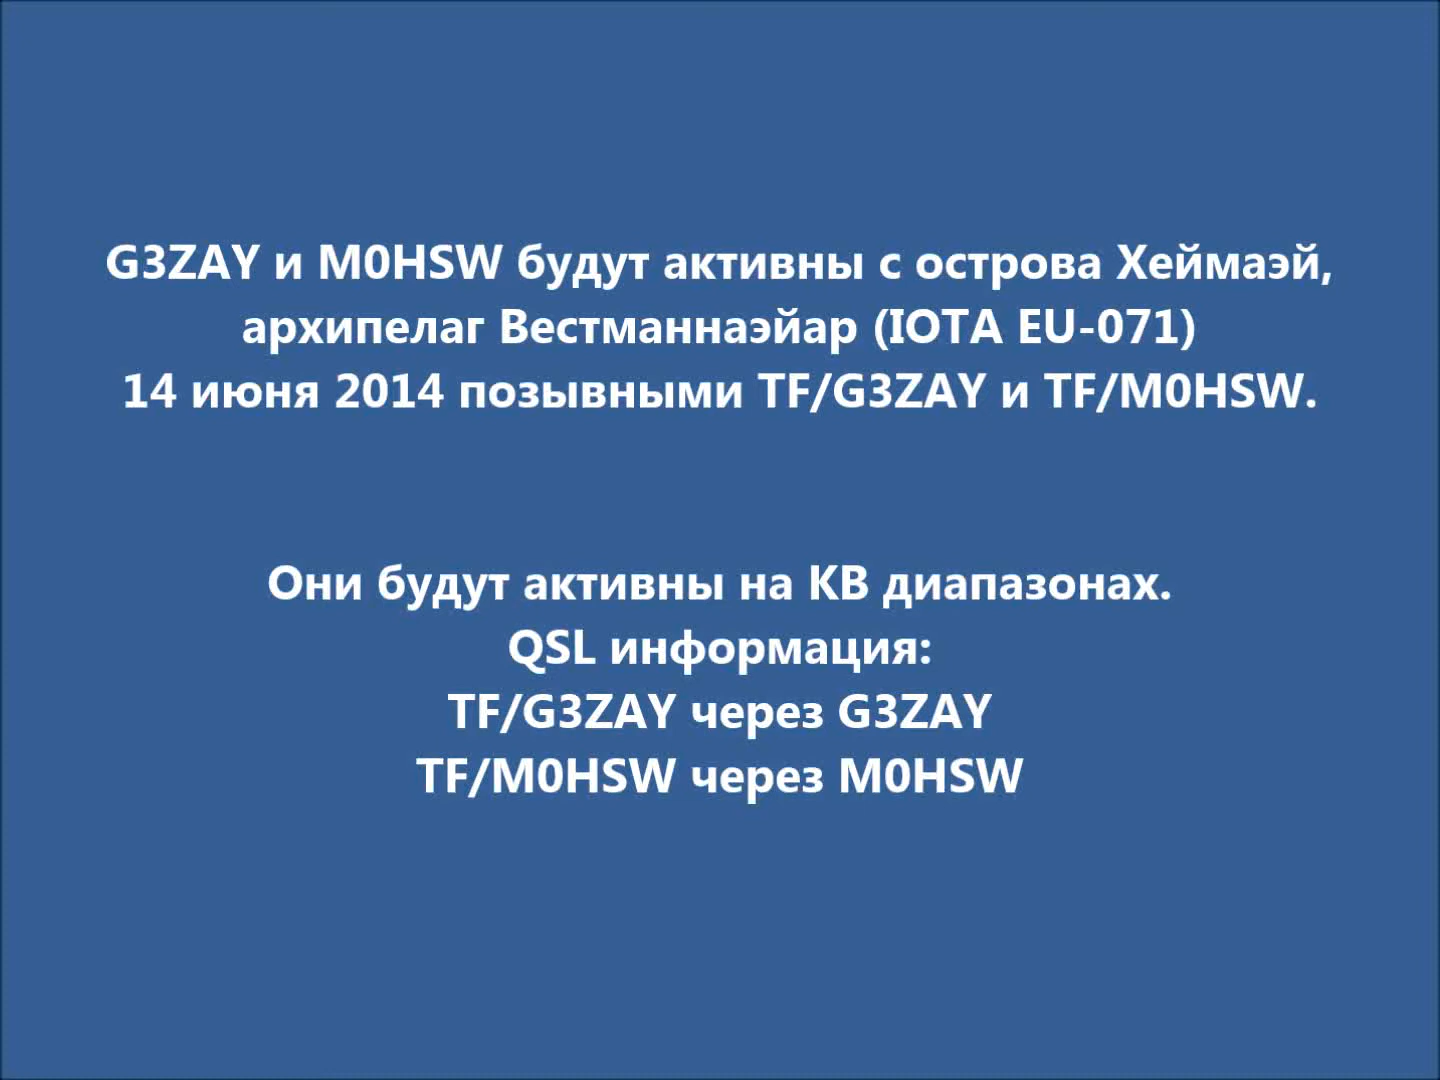 G3ZAY и M0HSW будут активны с острова Хеймаэй,
архипелаг Вестманнаэйар (IOTA EU-071)
14 июня 2014 позывными TF/G3ZAY и TF/M0HSW.
Они будут активны на КВ диапазонах.
QSL информация:
TF/G3ZAY через G3ZAY
TF/M0HSW через M0HSW